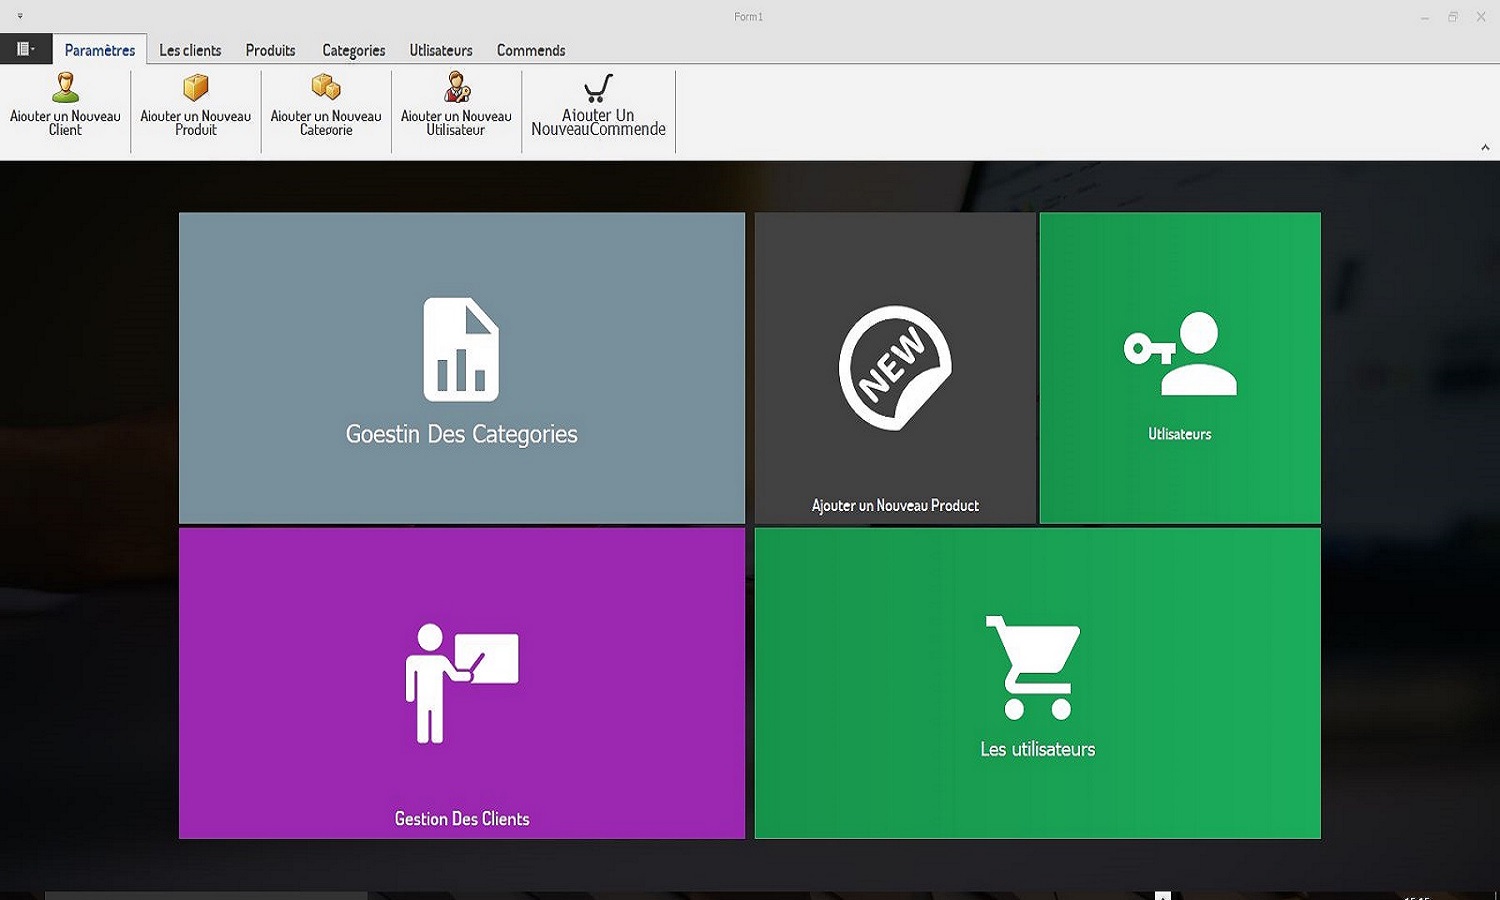 Form1
Paramètres Les clients Produits Categories Utlisateurs Commends
Ajouter un Nouveau
Client
Ajouter un Nouveau
Produit
Ajouter un Nouveau
Categorie
Ajouter un Nouveau
Utilisateur
Ajouter Un
NouveauCommende
Goestin Des Categories
NEW
Ajouter un Nouveau Product
Utlisateurs
Gestion Des Clients
Les utilisateurs